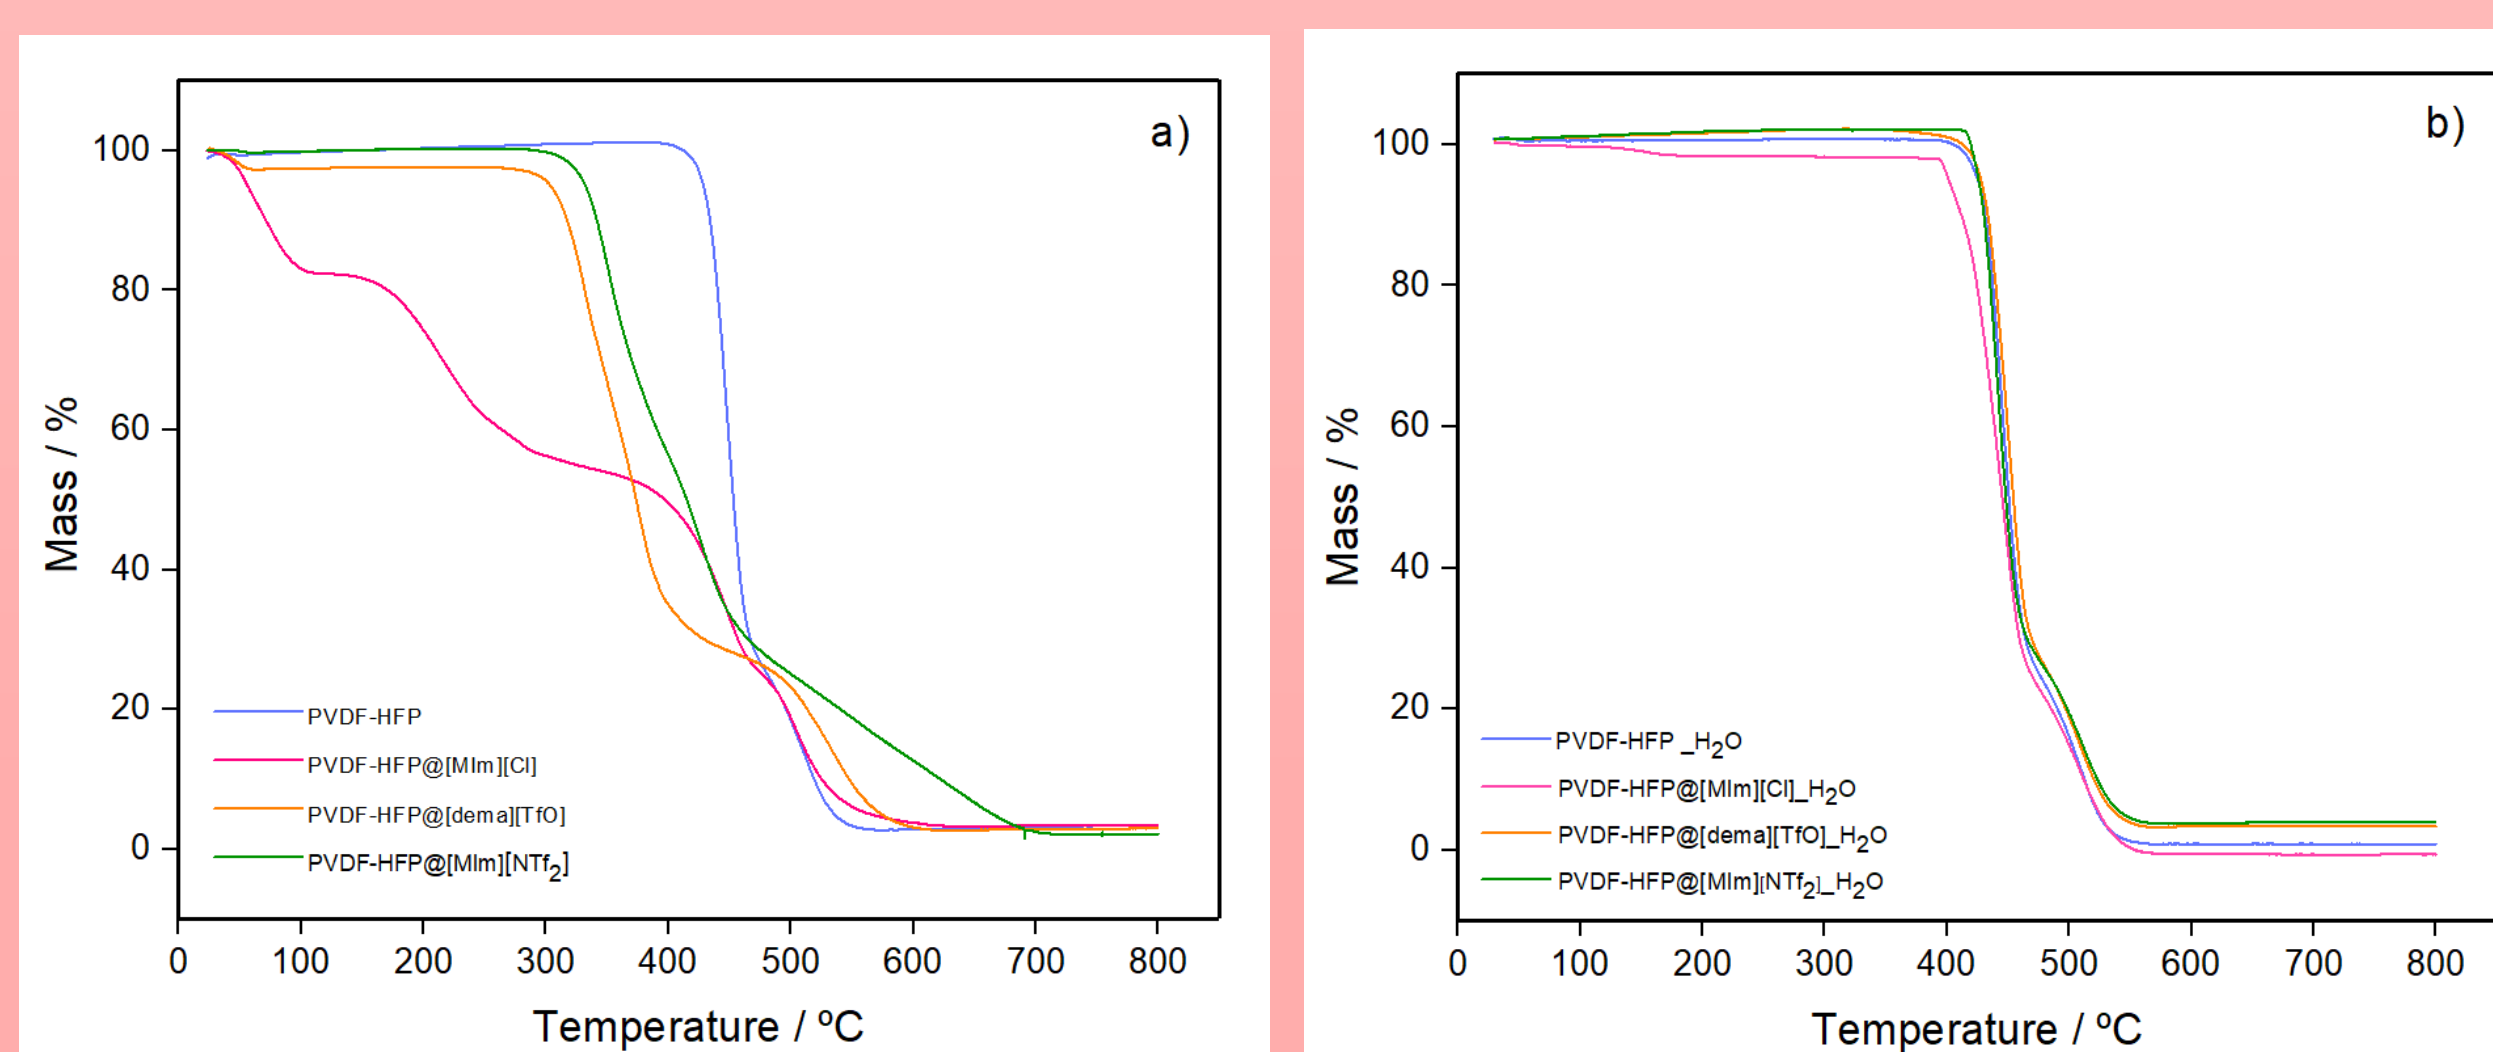 a)
100
80
60
40
20
0
Mass / %
PVDF-HFP
PVDF-HFP@[MIm][Cl]
PVDF-HFP@[dema][TfO]
PVDF-HFP@[MIm][NTf₂]
0 100 200 300 400 500 600 700 800
Temperature / ºC
b)
100
80
60
40
20
0
Mass / %
PVDF-HFP _H₂O
PVDF-HFP@[MIm][Cl]_H₂O
PVDF-HFP@[dema][TfO]_H₂O
PVDF-HFP@[MIm][NTf₂]_H₂O
0 100 200 300 400 500 600 700 800
Temperature / ºC